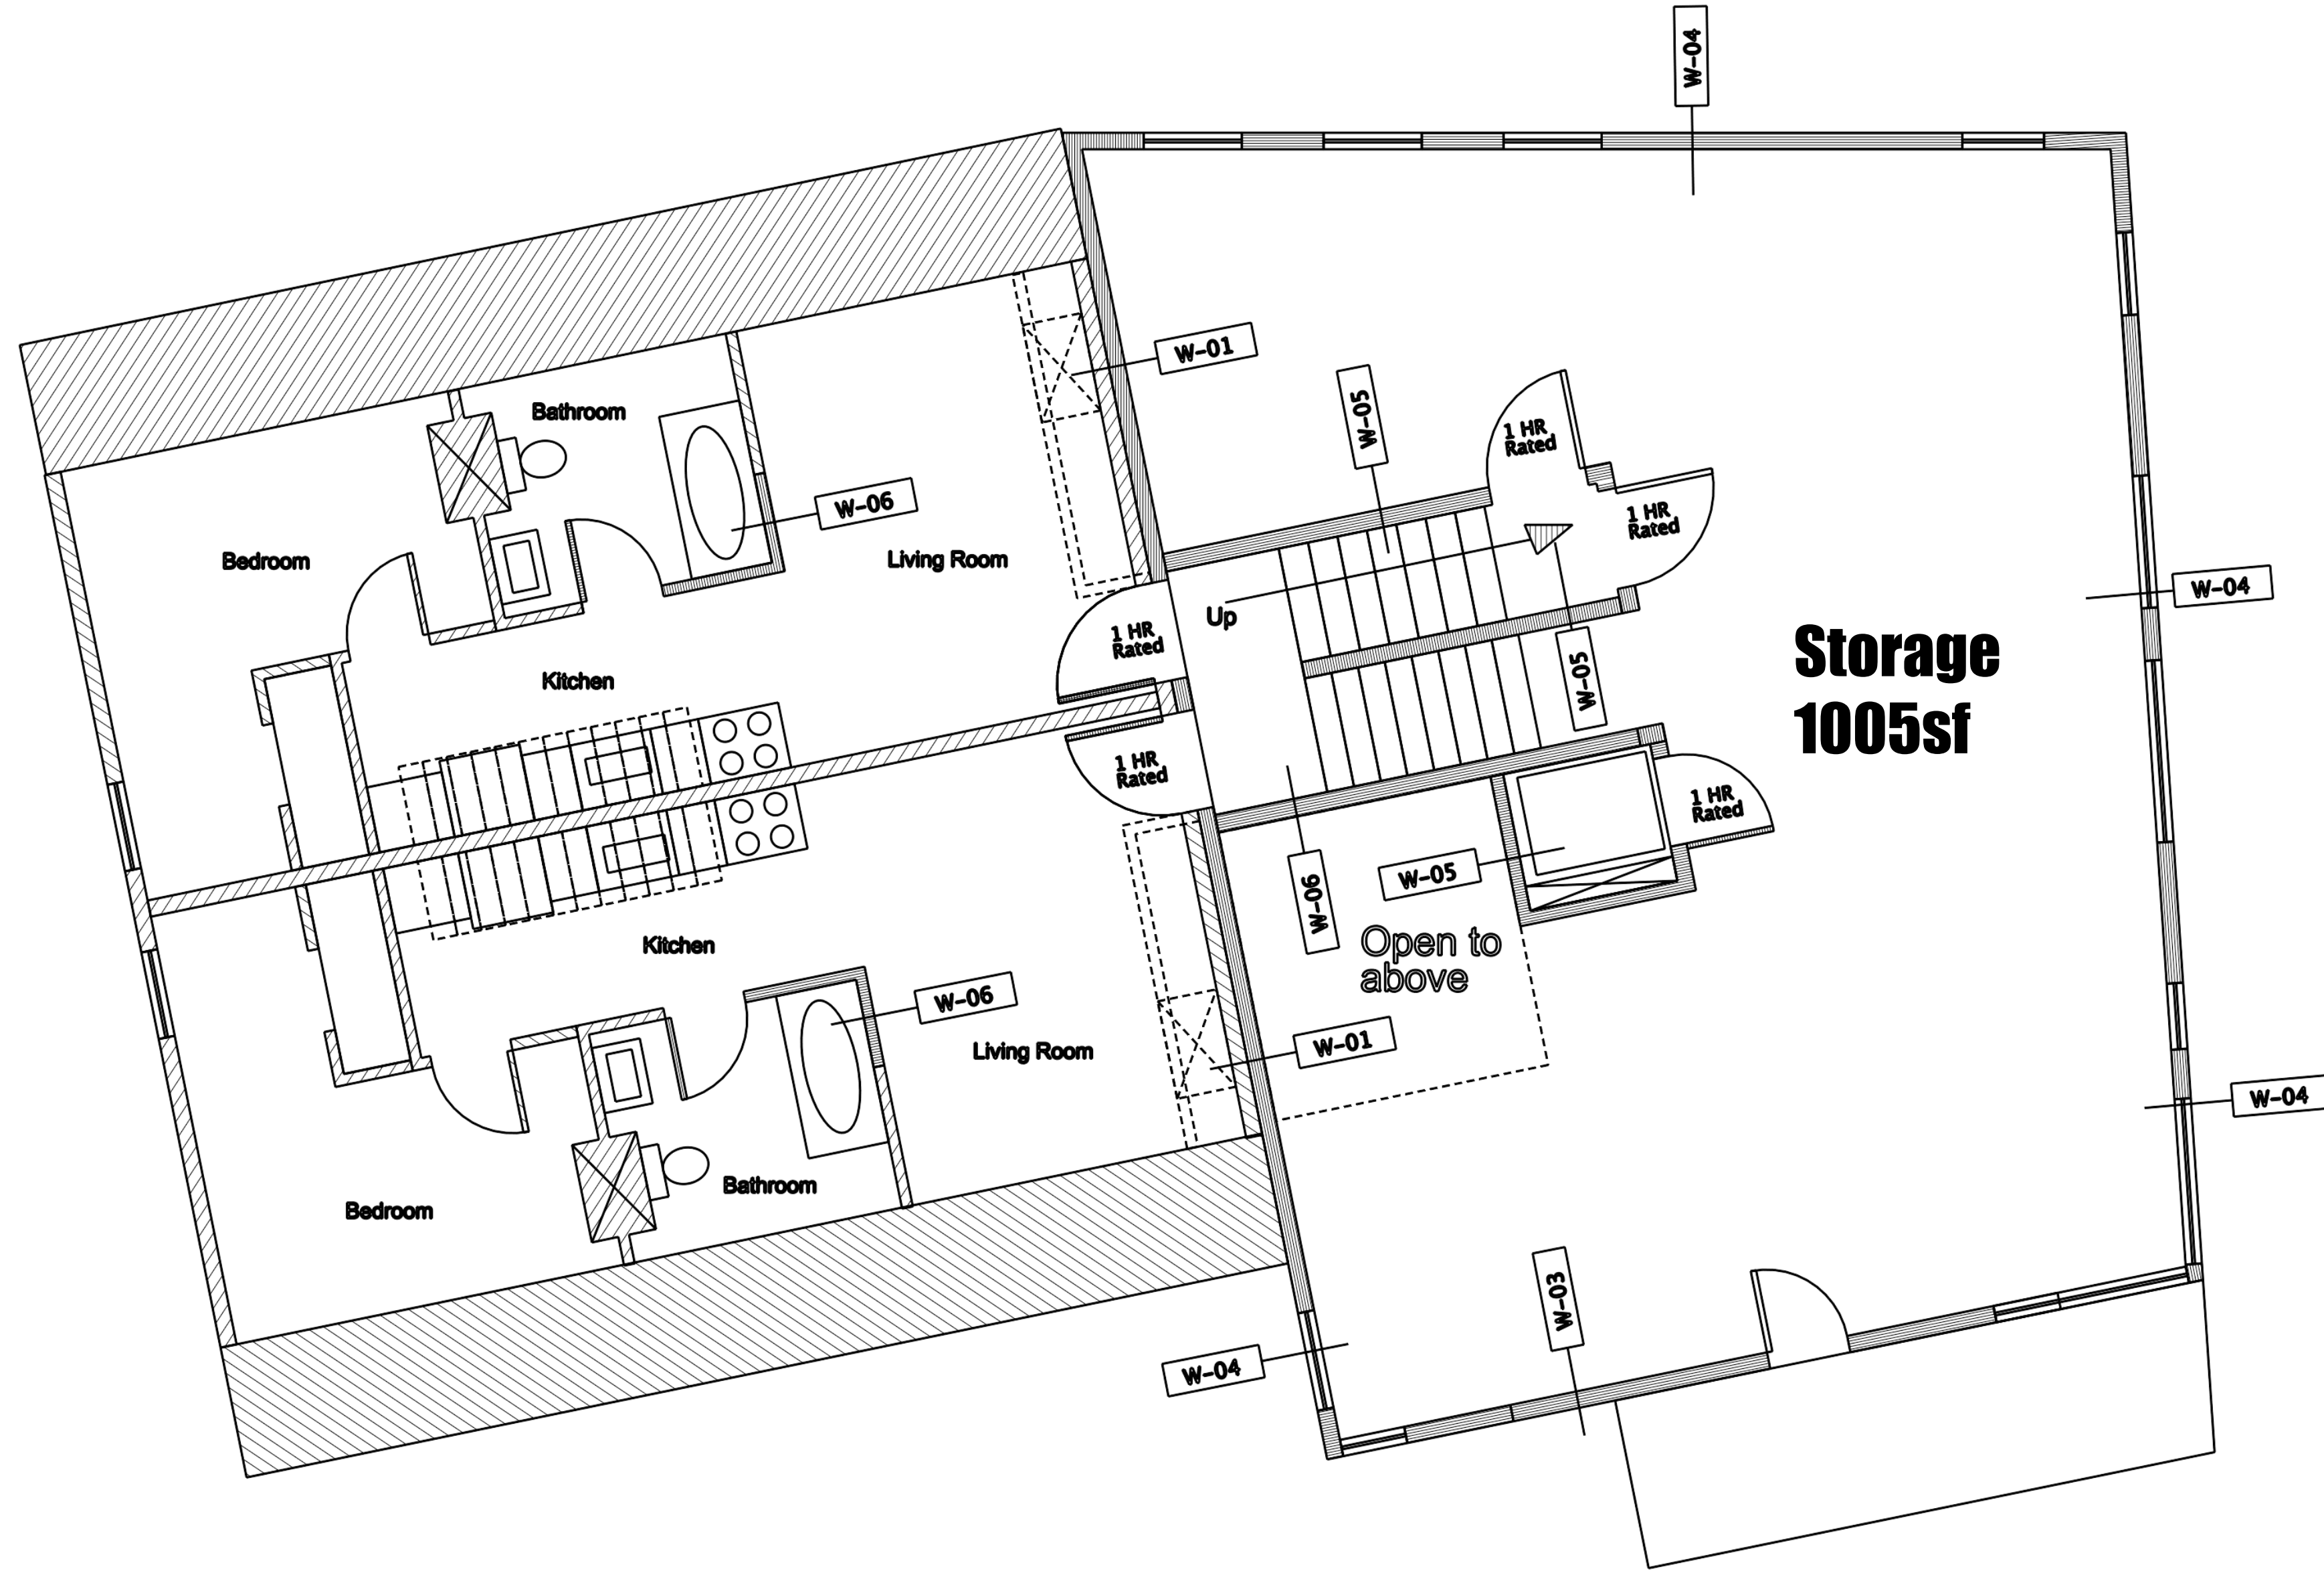 W-04
W-01
Bathroom
W-05
1 HR
Rated
W-06
1 HR
Rated
Bedroom
Living Room
W-04
Up
1 HR
Rated
Storage
1005sf
Kitchen
W-05
1 HR
Rated
1 HR
Rated
W-05
W-06
Kitchen
Open to
above
W-06
W-01
Living Room
W-04
Bathroom
Bedroom
W-03
W-04